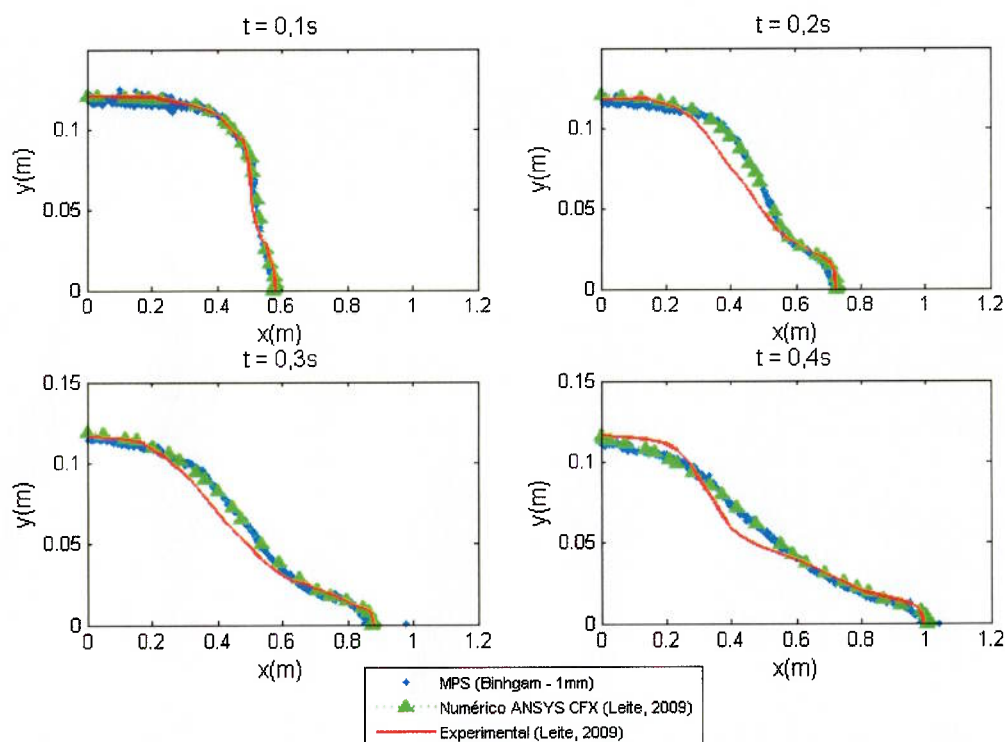 t = 0,1s
y(m)
0.1
0.05
0
0 0.2 0.4 0.6 0.8 1 1.2
x(m)
t = 0,2s
y(m)
0.1
0.05
0
0 0.2 0.4 0.6 0.8 1 1.2
x(m)
t = 0,3s
y(m)
0.15
0.1
0.05
0
0 0.2 0.4 0.6 0.8 1 1.2
x(m)
t = 0,4s
y(m)
0.15
0.1
0.05
0
0 0.2 0.4 0.6 0.8 1 1.2
x(m)
MPS (Binhgam - 1mm)
Numérico ANSYS CFX (Leite, 2009)
Experimental (Leite, 2009)